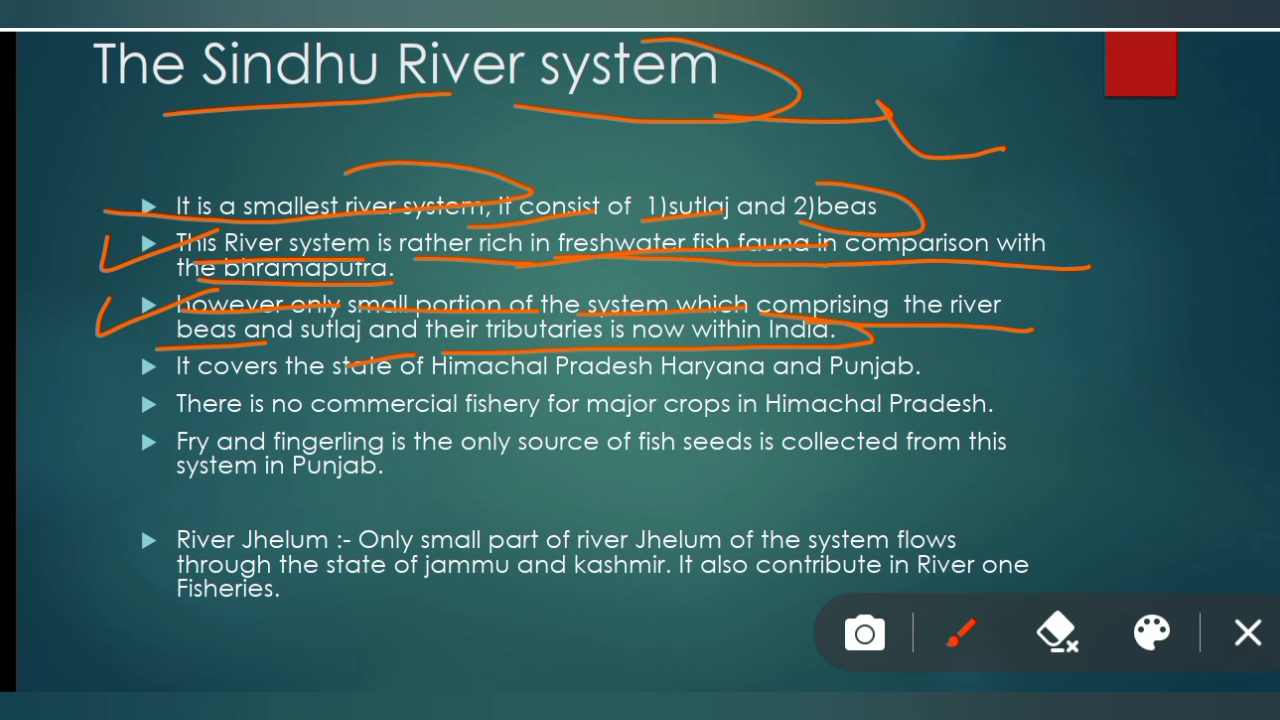 The Sindhu River system
It is a smallest river system, it consist of 1)sutlaj and 2)beas
This River system is rather rich in freshwater fish fauna in comparison with
the bhramaputra.
however only small portion of the system which comprising the river
beas and sutlaj and their tributaries is now within India.
It covers the state of Himachal Pradesh Haryana and Punjab.
There is no commercial fishery for major crops in Himachal Pradesh.
Fry and fingerling is the only source of fish seeds is collected from this
system in Punjab.
River Jhelum :- Only small part of river Jhelum of the system flows
through the state of jammu and kashmir. It also contribute in River one
Fisheries.